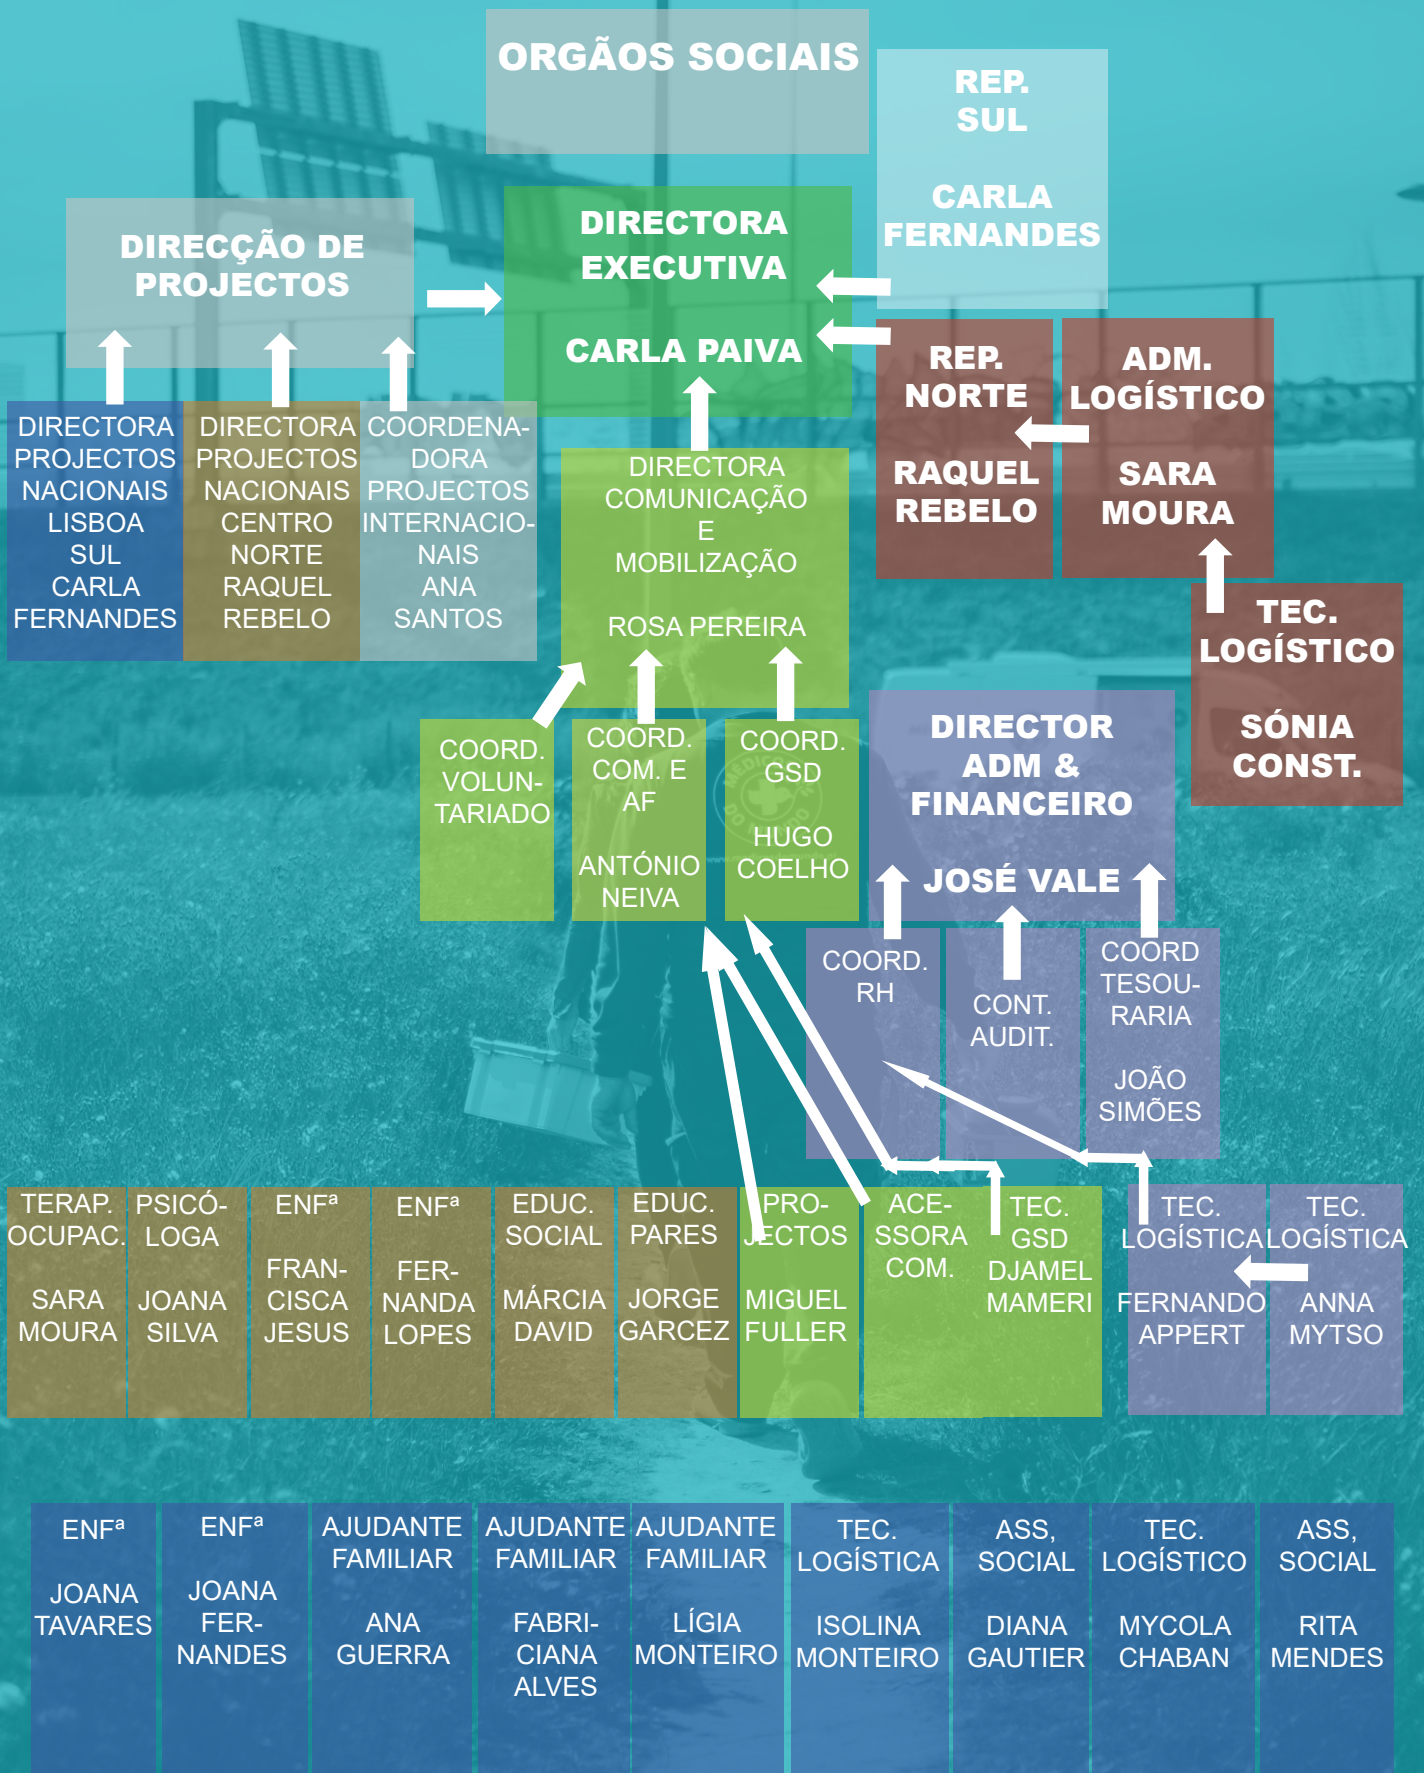 ORGÃOS SOCIAIS
REP.
SUL
CARLA
FERNANDES
DIRECÇÃO DE
PROJECTOS
DIRECTORA
EXECUTIVA
CARLA PAIVA
REP.
NORTE
RAQUEL
REBELO
ADM.
LOGÍSTICO
SARA
MOURA
DIRECTORA
PROJECTOS
NACIONAIS
LISBOA
SUL
CARLA
FERNANDES
DIRECTORA
PROJECTOS
NACIONAIS
CENTRO
NORTE
RAQUEL
REBELO
COORDENA-
DORA
PROJECTOS
INTERNACIO-
NAIS
ANA
SANTOS
DIRECTORA
COMUNICAÇÃO
E
MOBILIZAÇÃO
ROSA PEREIRA
TEC.
LOGÍSTICO
SÓNIA
CONST.
COORD.
VOLUN-
TARIADO
COORD.
COM. E
AF
ANTÓNIO
NEIVA
COORD.
GSD
HUGO
COELHO
DIRECTOR
ADM &
FINANCEIRO
JOSÉ VALE
COORD.
RH
CONT.
AUDIT.
COORD
TESOU-
RARIA
JOÃO
SIMÕES
TERAP.
OCUPAC.
SARA
MOURA
PSICÓ-
LOGA
JOANA
SILVA
ENFª
FRAN-
CISCA
JESUS
ENFª
FER-
NANDA
LOPES
EDUC.
SOCIAL
MÁRCIA
DAVID
EDUC.
PARES
JORGE
GARCEZ
PRO-
JECTOS
MIGUEL
FULLER
ACE-
SSORA
COM.
TEC.
GSD
DJAMEL
MAMERI
TEC.
LOGÍSTICA
FERNANDO
APPERT
TEC.
LOGÍSTICA
ANNA
MYTSO
ENFª
JOANA
TAVARES
ENFª
JOANA
FER-
NANDES
AJUDANTE
FAMILIAR
ANA
GUERRA
AJUDANTE
FAMILIAR
FABRI-
CIANA
ALVES
AJUDANTE
FAMILIAR
LÍGIA
MONTEIRO
TEC.
LOGÍSTICA
ISOLINA
MONTEIRO
ASS,
SOCIAL
DIANA
GAUTIER
TEC.
LOGÍSTICO
MYCOLA
CHABAN
ASS,
SOCIAL
RITA
MENDES